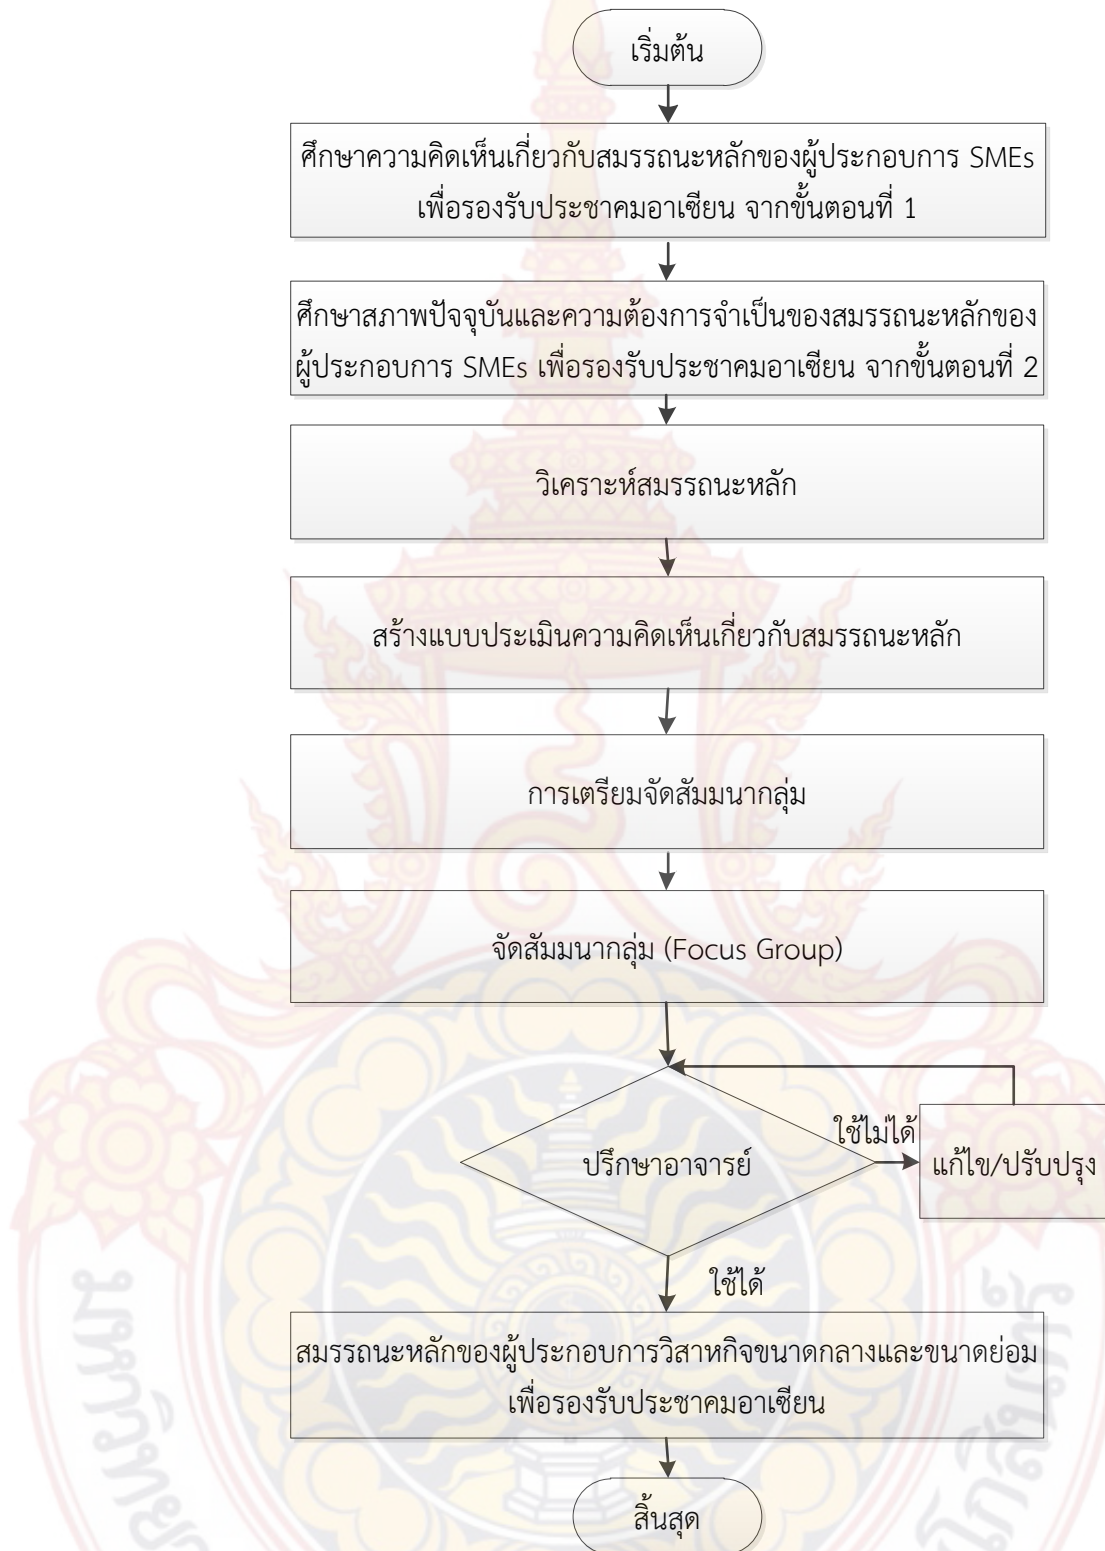 เริ่มต้น
ศึกษาความคิดเห็นเกี่ยวกับสมรรถนะหลักของผู้ประกอบการ SMEs
เพื่อรองรับประชาคมอาเซียน จากขั้นตอนที่ 1
ศึกษาสภาพปัจจุบันและความต้องการจำเป็นของสมรรถนะหลักของ
ผู้ประกอบการ SMEs เพื่อรองรับประชาคมอาเซียน จากขั้นตอนที่ 2
วิเคราะห์สมรรถนะหลัก
สร้างแบบประเมินความคิดเห็นเกี่ยวกับสมรรถนะหลัก
การเตรียมจัดสัมมนากลุ่ม
จัดสัมมนากลุ่ม (Focus Group)
ใช้ไม่ได้
ปรึกษาอาจารย์
แก้ไข/ปรับปรุง
ใช้ได้
สมรรถนะหลักของผู้ประกอบการวิสาหกิจขนาดกลางและขนาดย่อม
เพื่อรองรับประชาคมอาเซียน
สิ้นสุด